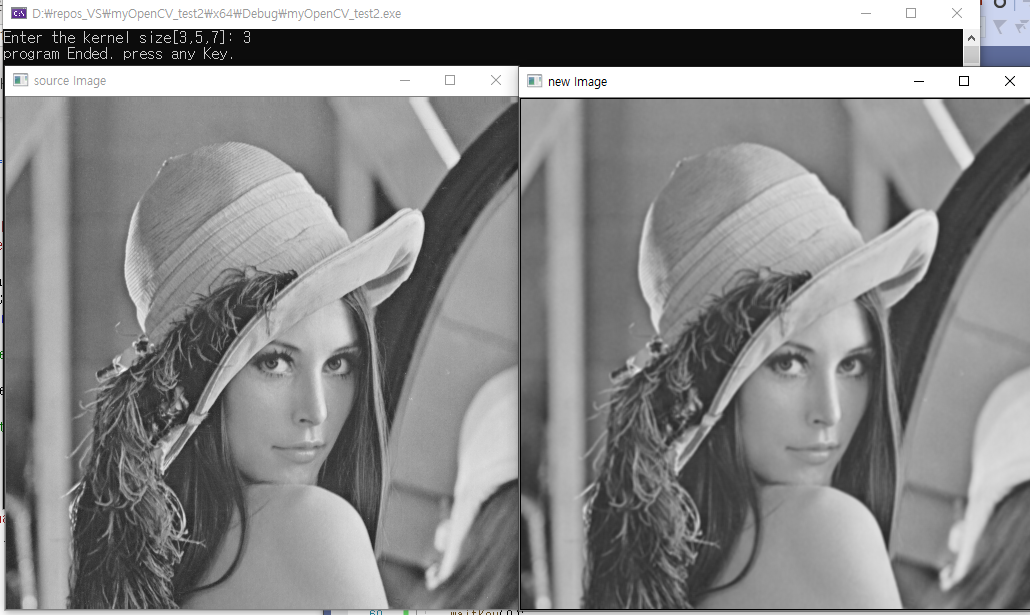 D:￦repos_VS￦myOpenCV_test2￦x64￦Debug￦myOpenCV_test2.exe
Enter the kernel size[3,5,7]: 3
program Ended. press any Key.
source Image
new Image
60